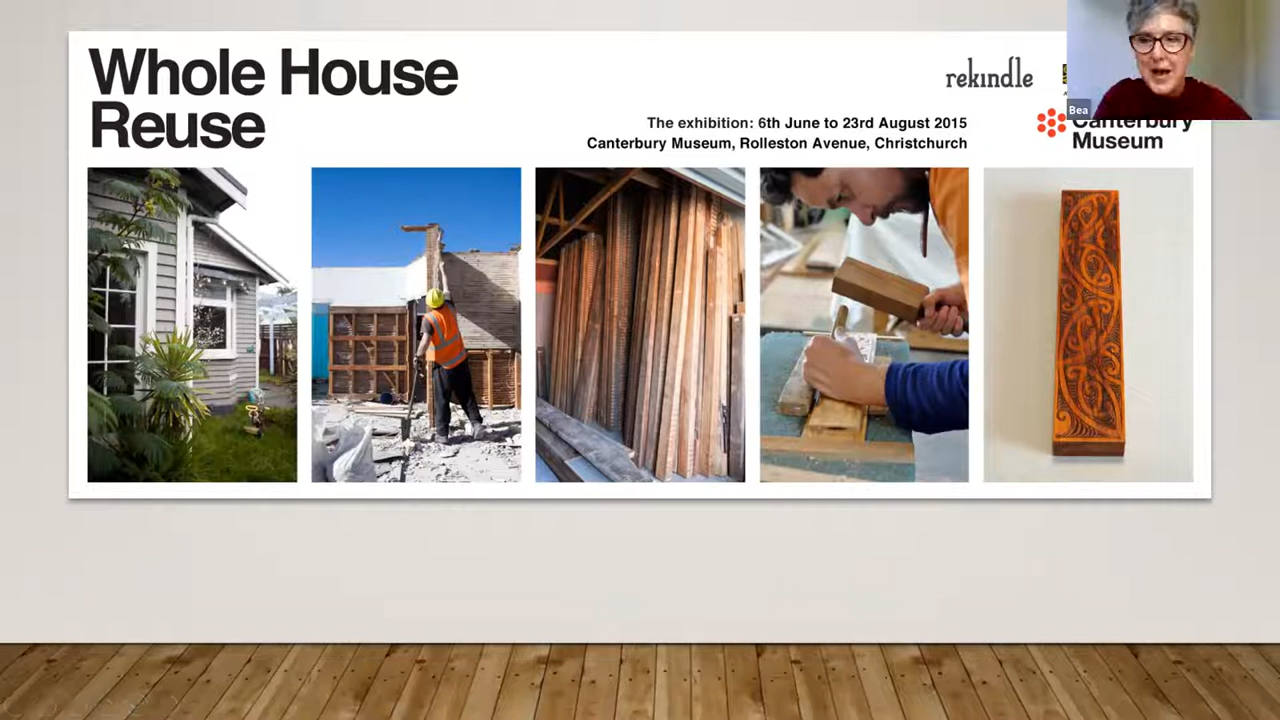 Whole House
Reuse
rekindle
The exhibition: 6th June to 23rd August 2015
Canterbury Museum, Rolleston Avenue, Christchurch
Canterbury
Museum
Bea